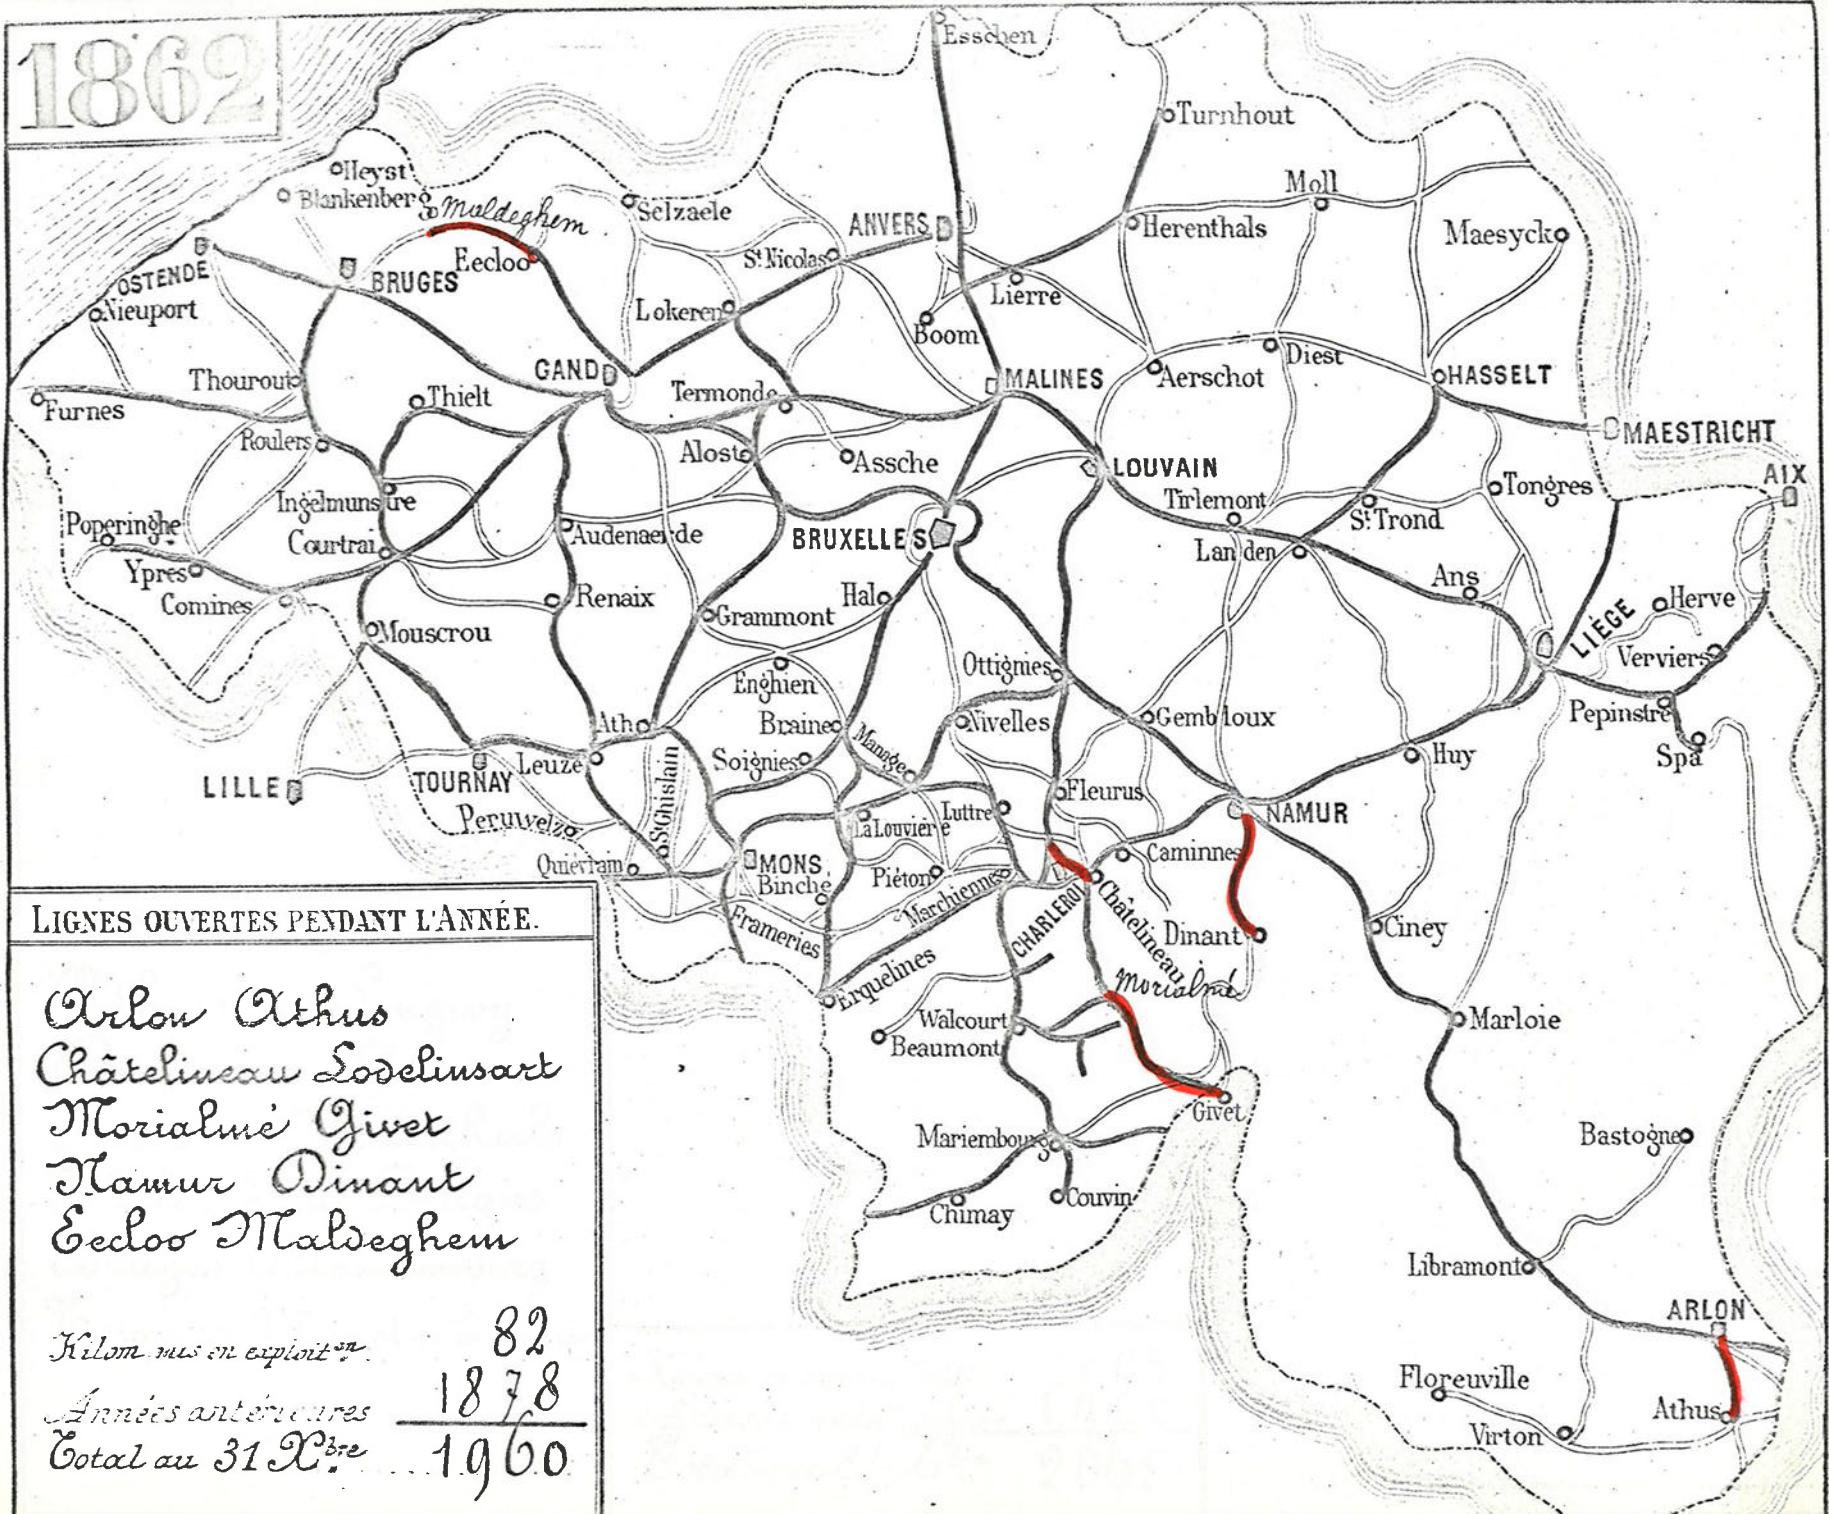 1862
Esschen
Turnhout
Heyst
Blankenberg
Maldeghem
Selzaele
Moll
ANVERS
Herenthals
Maesyck
OSTENDE
BRUGES
Eecloo
St Nicolas
Nieuport
Lokeren
Lierre
Boom
Thourout
Thielt
GAND
Termonde
MALINES
Aerschot
Diest
HASSELT
Furnes
Roulers
Alost
Assche
LOUVAIN
MAESTRICHT
AIX
Ingelmunstre
Tirlemont
St Trond
Tongres
Poperinghe
Courtrai
Audenaerde
BRUXELLES
Landen
Ypres
Ans
Comines
Renaix
Hal
Grammont
LIÈGE
Herve
Mouscrou
Enghien
Ottignies
Verviers
Ath
Braine
Manage
Nivelles
Gembloux
Pepinstre
LILLE
TOURNAY
Leuze
St Ghislain
Soignies
Huy
Spa
Peruwelz
La Louvière
Luttre
Fleurus
NAMUR
Quiévrain
MONS
Binche
Piéton
Marchiennes
Caminnes
Frameries
CHARLEROI
Châtelineau
Dinant
Ciney
Erquelines
Morialmé
Walcourt
Beaumont
Marloie
Givet
Mariembourg
Bastogne
Chimay
Couvin
Libramont
ARLON
Floreuville
Athus
Virton
LIGNES OUVERTES PENDANT L'ANNÉE.
Arlon Athus
Châtelineau Lodelinsart
Morialmé Givet
Namur Dinant
Eecloo Maldeghem
Kilom. mis en exploiton. 82
Années antérieures 1878
Total au 31 Xbre ... 1960